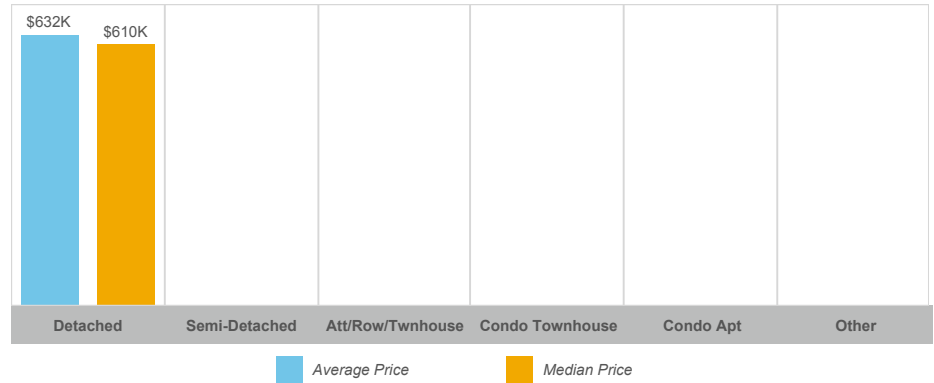 $632K
$610K
Detached Semi-Detached Att/Row/Twnhouse Condo Townhouse Condo Apt Other
Average Price Median Price